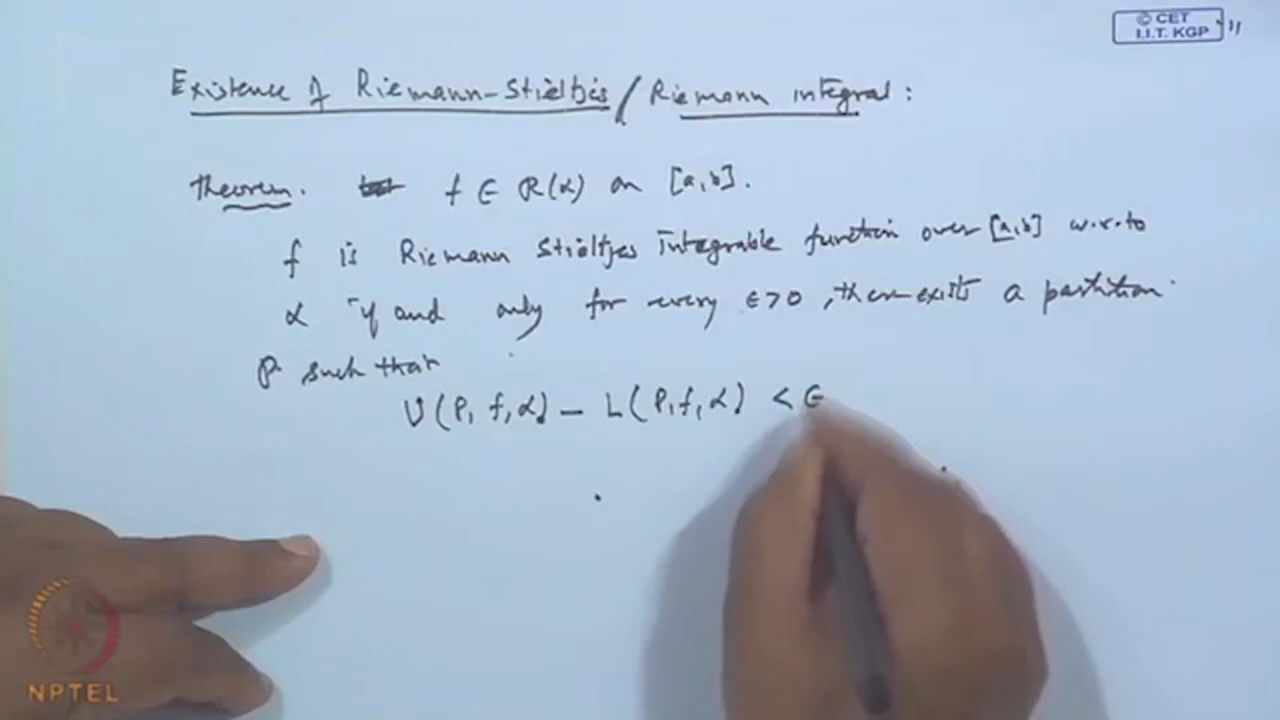 © CET
I.I.T. KGP
Existence of Riemann-Stieltjes / Riemann integral :
Theorem. f ∈ R(α) on [a,b].
f is Riemann Stieltjes Integrable function over [a,b] w.r.to
α if and only for every ε>0, there exists a partition
P such that
U(P, f, α) – L(P, f, α) < ε
NPTEL